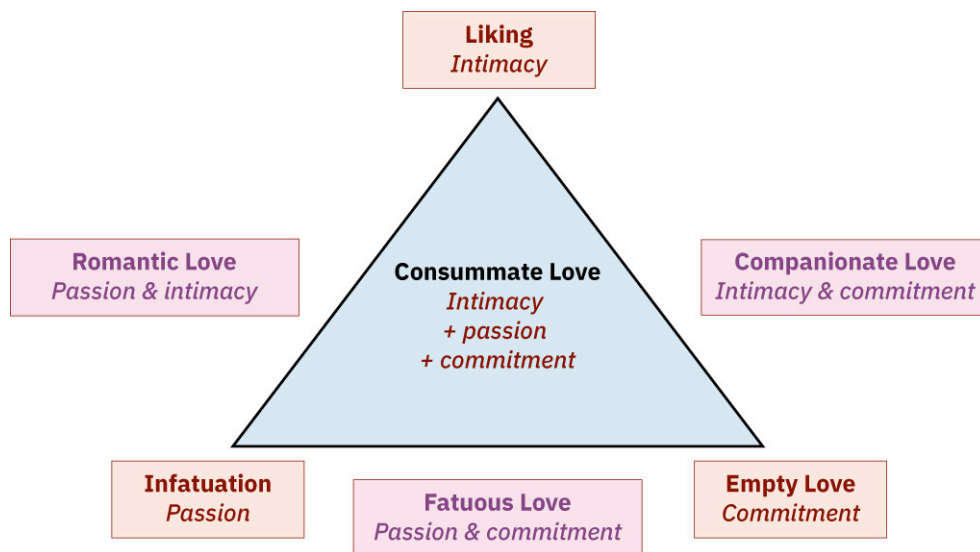 Liking
Intimacy
Romantic Love
Passion & intimacy
Consummate Love
Intimacy
+ passion
+ commitment
Companionate Love
Intimacy & commitment
Infatuation
Passion
Fatuous Love
Passion & commitment
Empty Love
Commitment